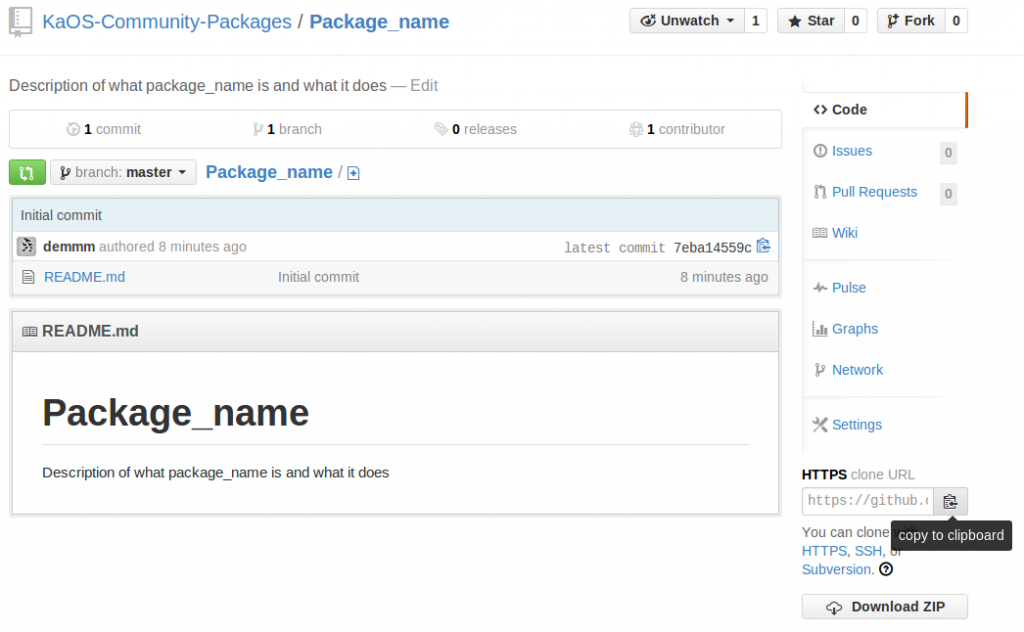 KaOS-Community-Packages / Package_name
Unwatch 1 Star 0 Fork 0
Description of what package_name is and what it does — Edit
1 commit 1 branch 0 releases 1 contributor
branch: master Package_name /
Initial commit
demmm authored 8 minutes ago latest commit 7eba14559c
README.md Initial commit 8 minutes ago
README.md
Package_name
Description of what package_name is and what it does
Code
Issues 0
Pull Requests 0
Wiki
Pulse
Graphs
Network
Settings
HTTPS clone URL
https://github.
copy to clipboard
You can clone with
HTTPS, SSH, or
Subversion.
Download ZIP